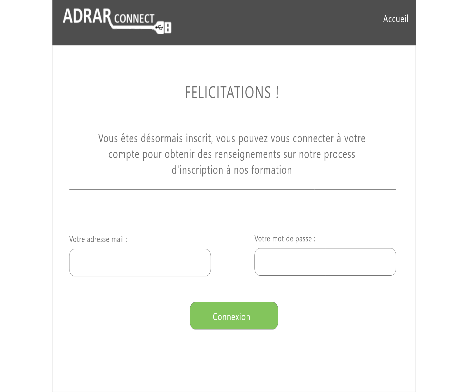 ADRAR CONNECT
Accueil
FELICITATIONS !
Vous êtes désormais inscrit, vous pouvez vous connecter à votre
compte pour obtenir des renseignements sur notre process
d'inscription à nos formation
Votre adresse mail :
Votre mot de passe :
Connexion